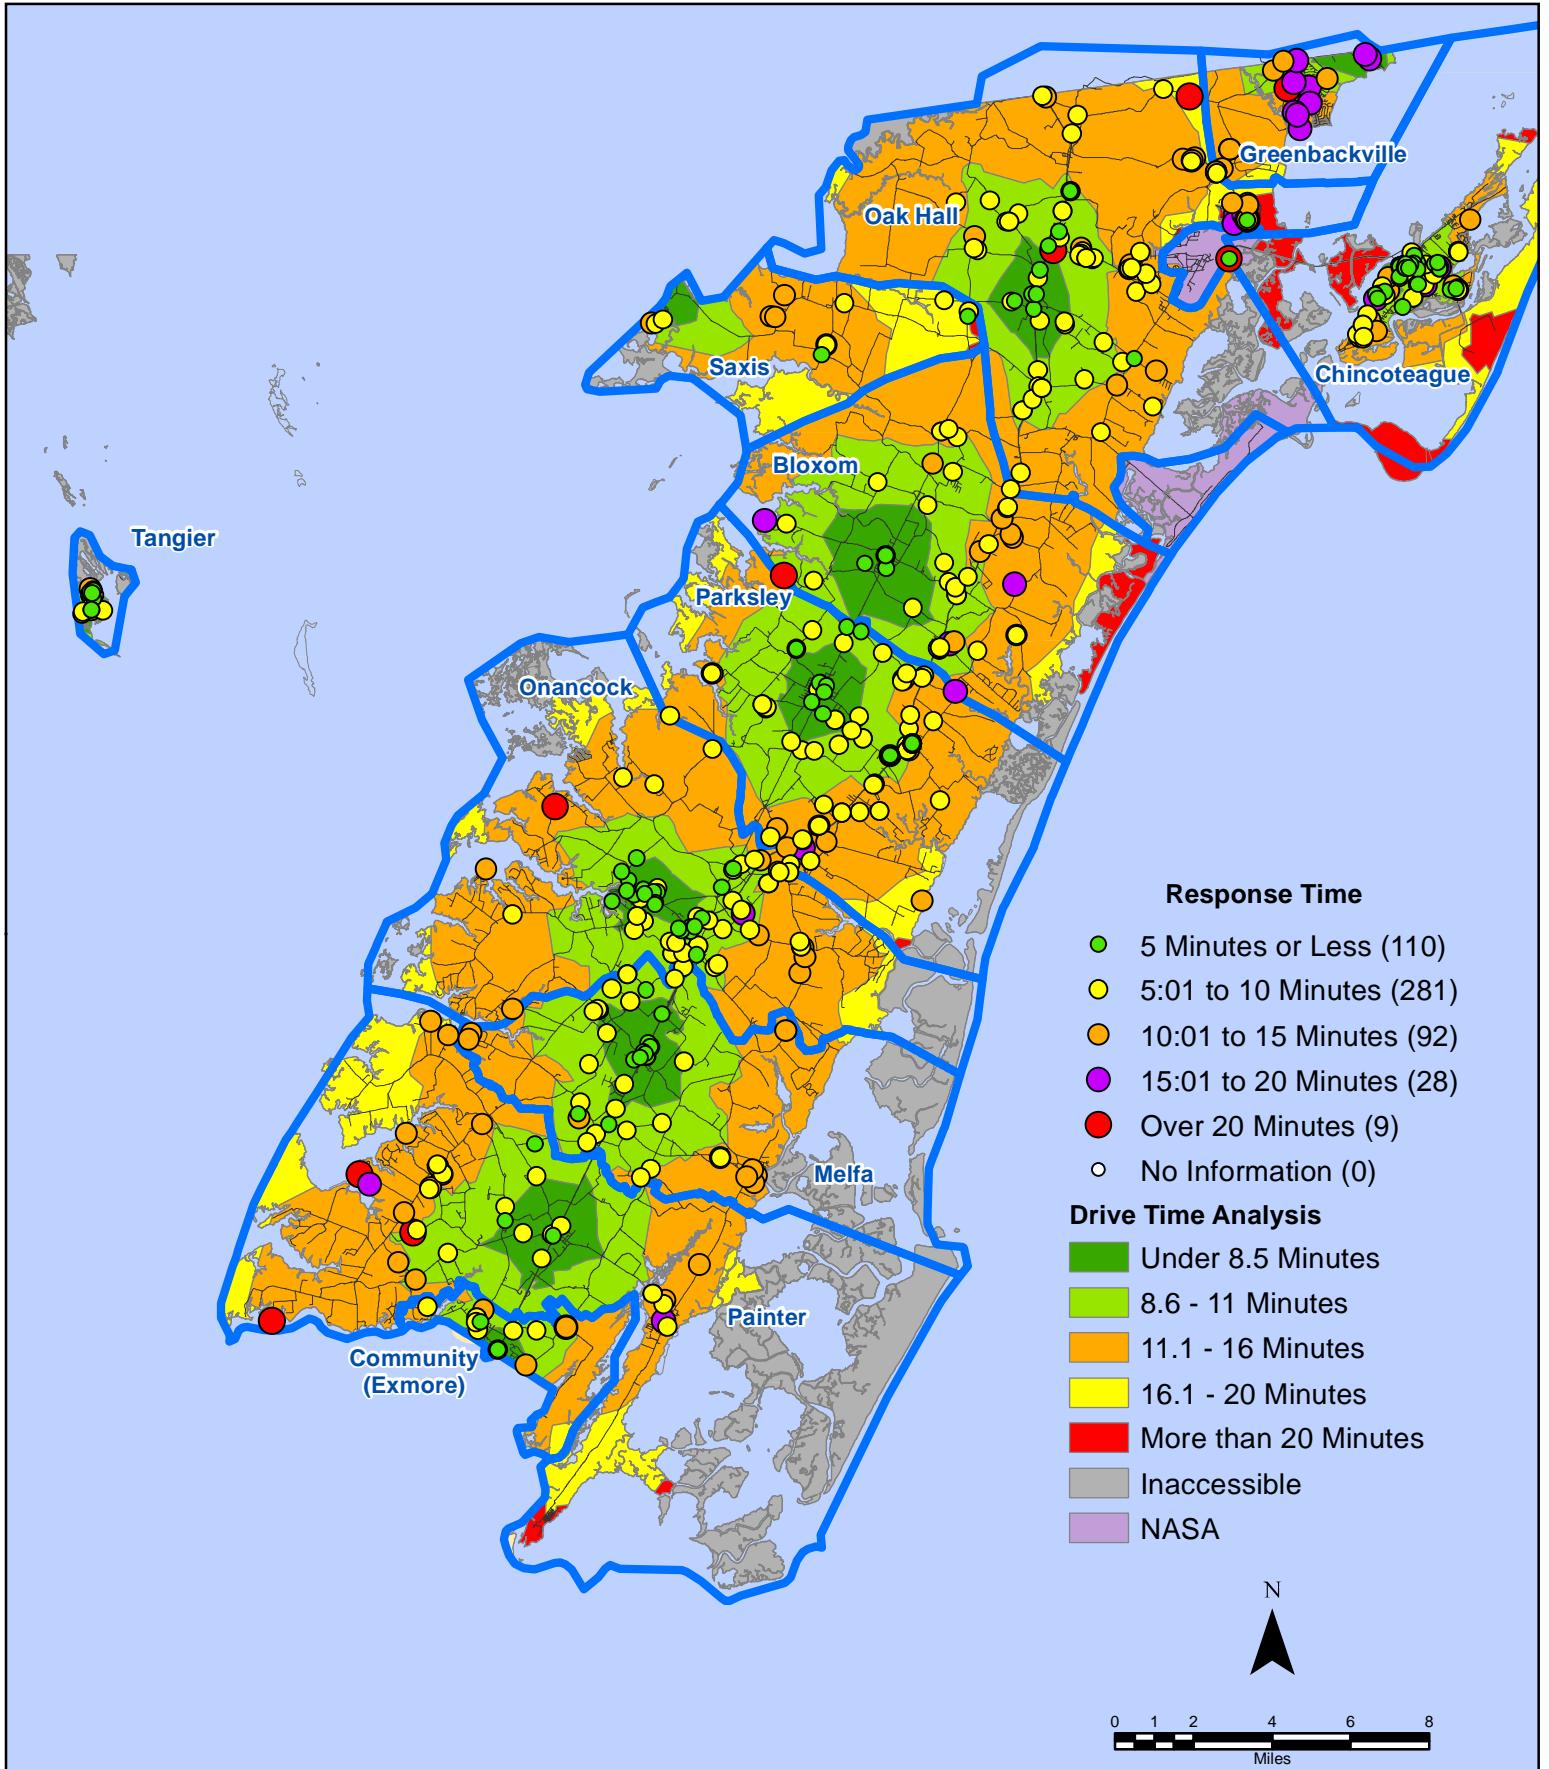 Greenbackville
Oak Hall
Saxis
Chincoteague
Bloxom
Tangier
Parksley
Onancock
Melfa
Painter
Community
(Exmore)
Response Time
5 Minutes or Less (110)
5:01 to 10 Minutes (281)
10:01 to 15 Minutes (92)
15:01 to 20 Minutes (28)
Over 20 Minutes (9)
No Information (0)
Drive Time Analysis
Under 8.5 Minutes
8.6 - 11 Minutes
11.1 - 16 Minutes
16.1 - 20 Minutes
More than 20 Minutes
Inaccessible
NASA
N
0 1 2 4 6 8
Miles